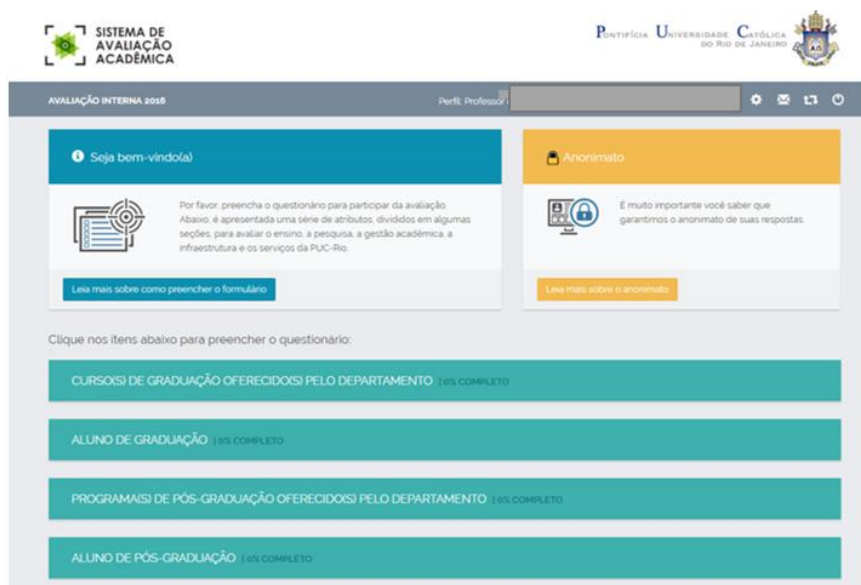 SISTEMA DE
AVALIAÇÃO
ACADÊMICA
PONTIFÍCIA UNIVERSIDADE CATÓLICA
DO RIO DE JANEIRO
AVALIAÇÃO INTERNA 2016
Perfil: Professor
Seja bem-vindo(a)
Por favor, preencha o questionário para participar da avaliação.
Abaixo, é apresentada uma série de atributos, divididos em algumas
seções, para avaliar o ensino, a pesquisa, a gestão acadêmica, a
infraestrutura e os serviços da PUC-Rio.
Leia mais sobre como preencher o formulário
Anonimato
É muito importante você saber que
garantimos o anonimato de suas respostas.
Leia mais sobre o anonimato
Clique nos itens abaixo para preencher o questionário:
CURSO(S) DE GRADUAÇÃO OFERECIDO(S) PELO DEPARTAMENTO | 0% COMPLETO
ALUNO DE GRADUAÇÃO | 0% COMPLETO
PROGRAMA(S) DE PÓS-GRADUAÇÃO OFERECIDO(S) PELO DEPARTAMENTO | 0% COMPLETO
ALUNO DE PÓS-GRADUAÇÃO | 0% COMPLETO